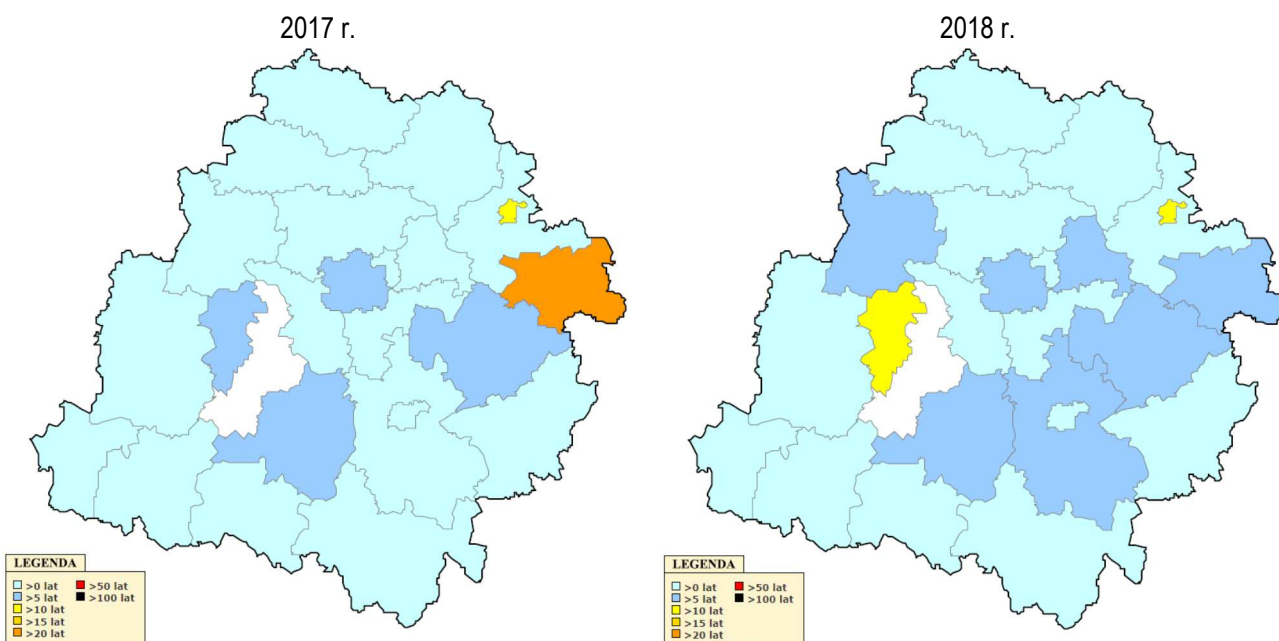 2017 r.
2018 r.
LEGENDA
>0 lat >50 lat
>5 lat >100 lat
>10 lat
>15 lat
>20 lat
LEGENDA
>0 lat >50 lat
>5 lat >100 lat
>10 lat
>15 lat
>20 lat